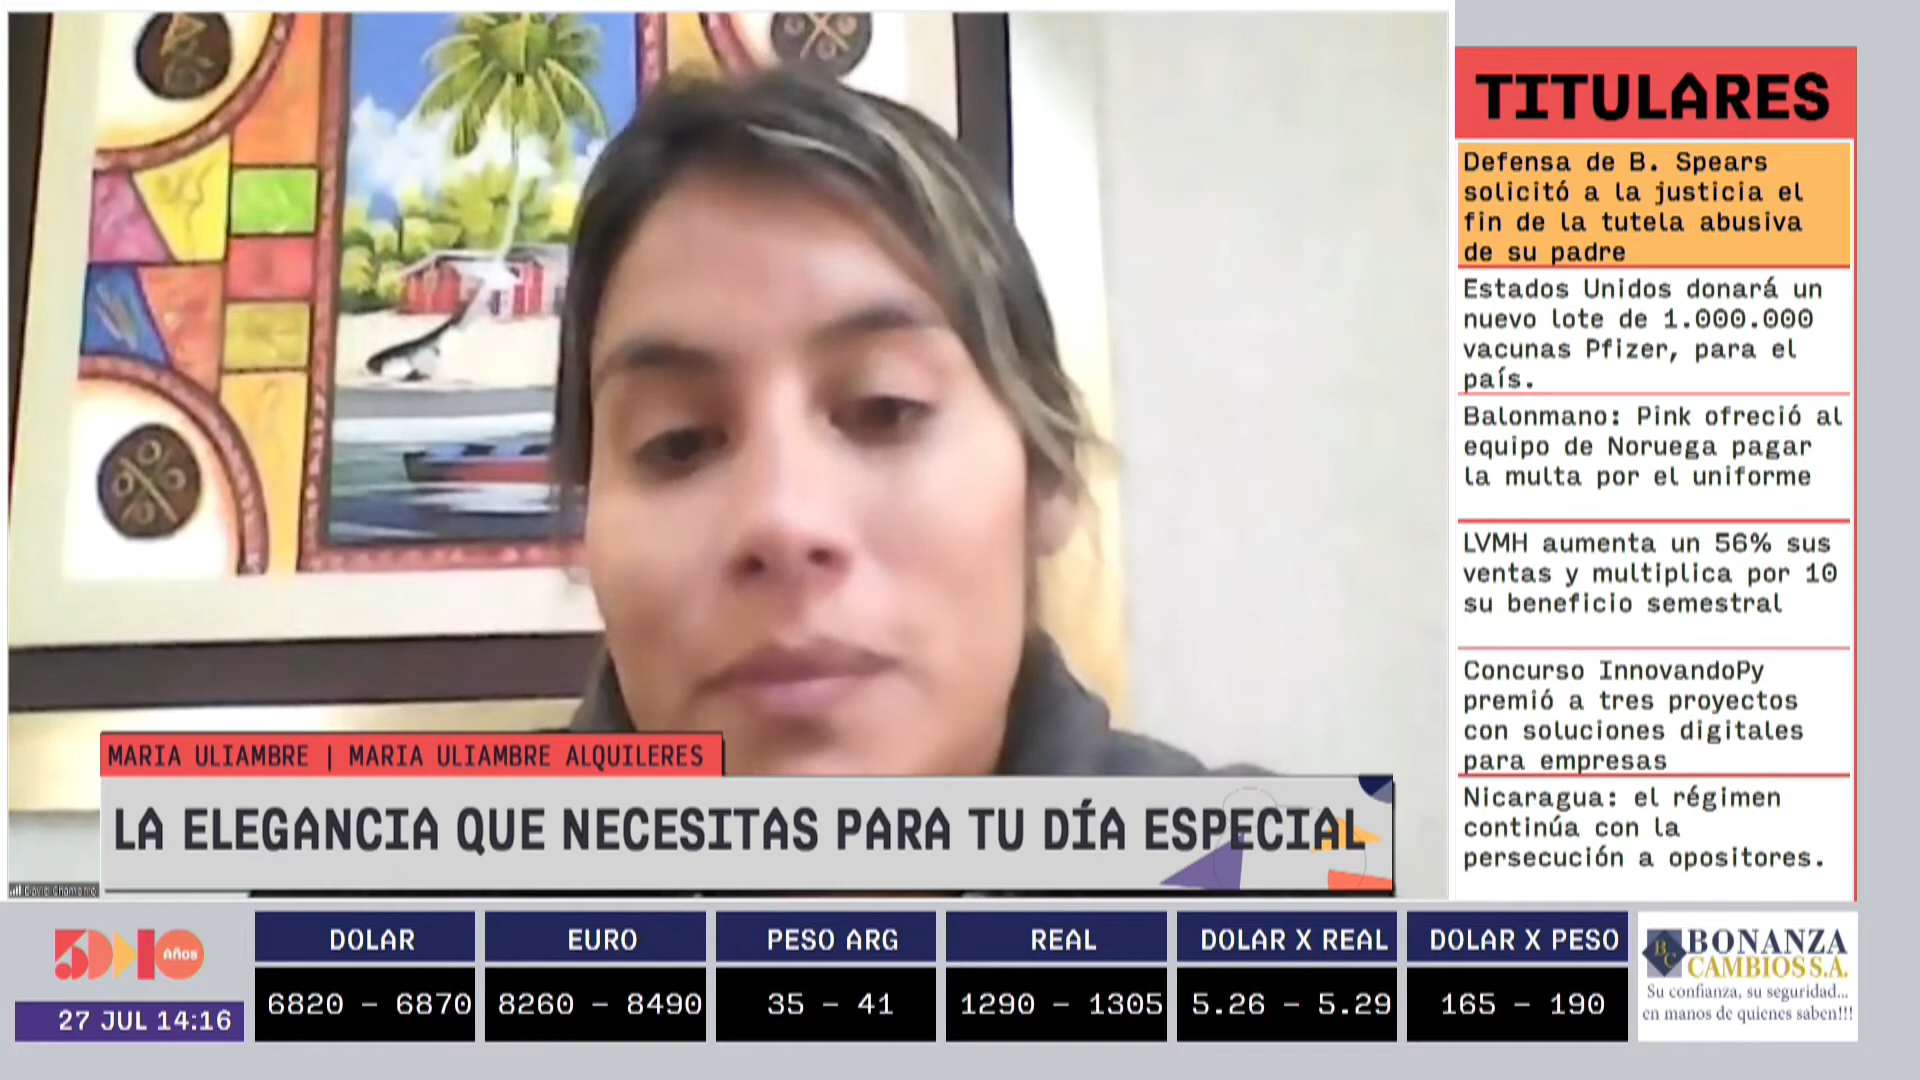 TITULARES
Defensa de B. Spears
solicitó a la justicia el
fin de la tutela abusiva
de su padre
Estados Unidos donará un
nuevo lote de 1.000.000
vacunas Pfizer, para el
país.
Balonmano: Pink ofreció al
equipo de Noruega pagar
la multa por el uniforme
LVMH aumenta un 56% sus
ventas y multiplica por 10
su beneficio semestral
Concurso InnovandoPy
premió a tres proyectos
con soluciones digitales
para empresas
Nicaragua: el régimen
continúa con la
persecución a opositores.
MARIA ULIAMBRE | MARIA ULIAMBRE ALQUILERES
LA ELEGANCIA QUE NECESITAS PARA TU DÍA ESPECIAL
Años
27 JUL 14:16
DOLAR
6820 - 6870
EURO
8260 - 8490
PESO ARG
35 - 41
REAL
1290 - 1305
DOLAR X REAL
5.26 - 5.29
DOLAR X PESO
165 - 190
BC
BONANZA
CAMBIOS S.A.
Su confianza, su seguridad...
en manos de quienes saben!!!